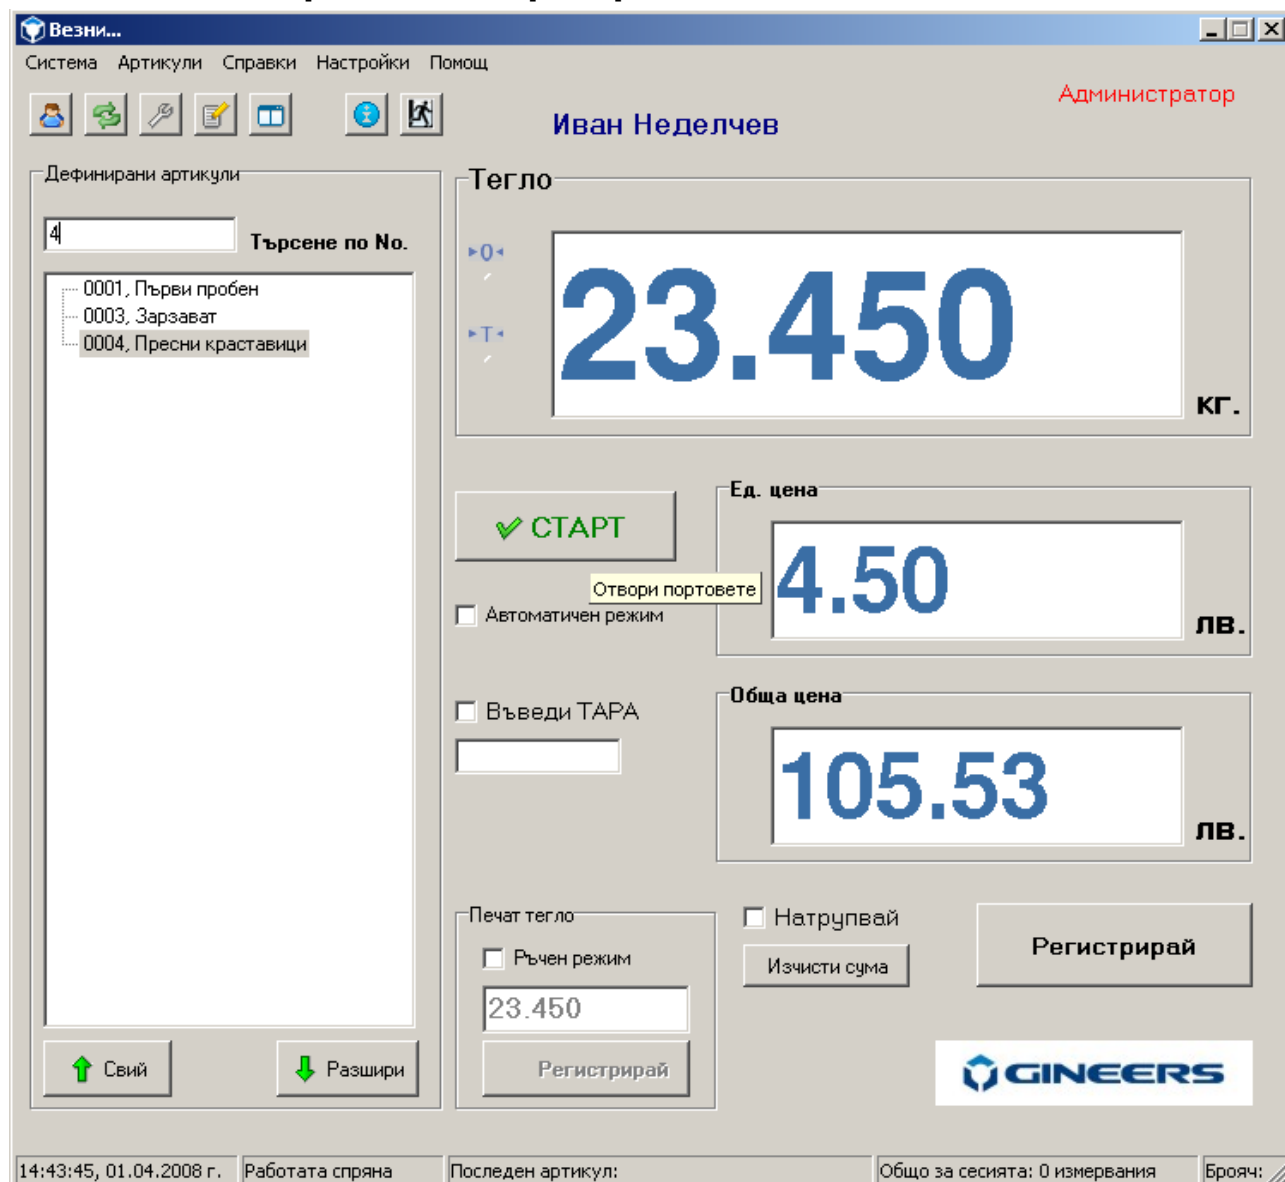 Везни...
Система Артикули Справки Настройки Помощ
Администратор
Иван Неделчев
Дефинирани артикули
4
Търсене по No.
0001, Първи пробен
0003, Зарзават
0004, Пресни краставици
Свий
Разшири
Тегло
▸0◂
▸T◂
23.450
кг.
СТАРТ
Отвори портовете
Автоматичен режим
Въведи ТАРА
Ед. цена
4.50
лв.
Обща цена
105.53
лв.
Печат тегло
Ръчен режим
23.450
Регистрирай
Натрупвай
Изчисти сума
Регистрирай
GINEERS
14:43:45, 01.04.2008 г. Работата спряна Последен артикул: Общо за сесията: 0 измервания Брояч: